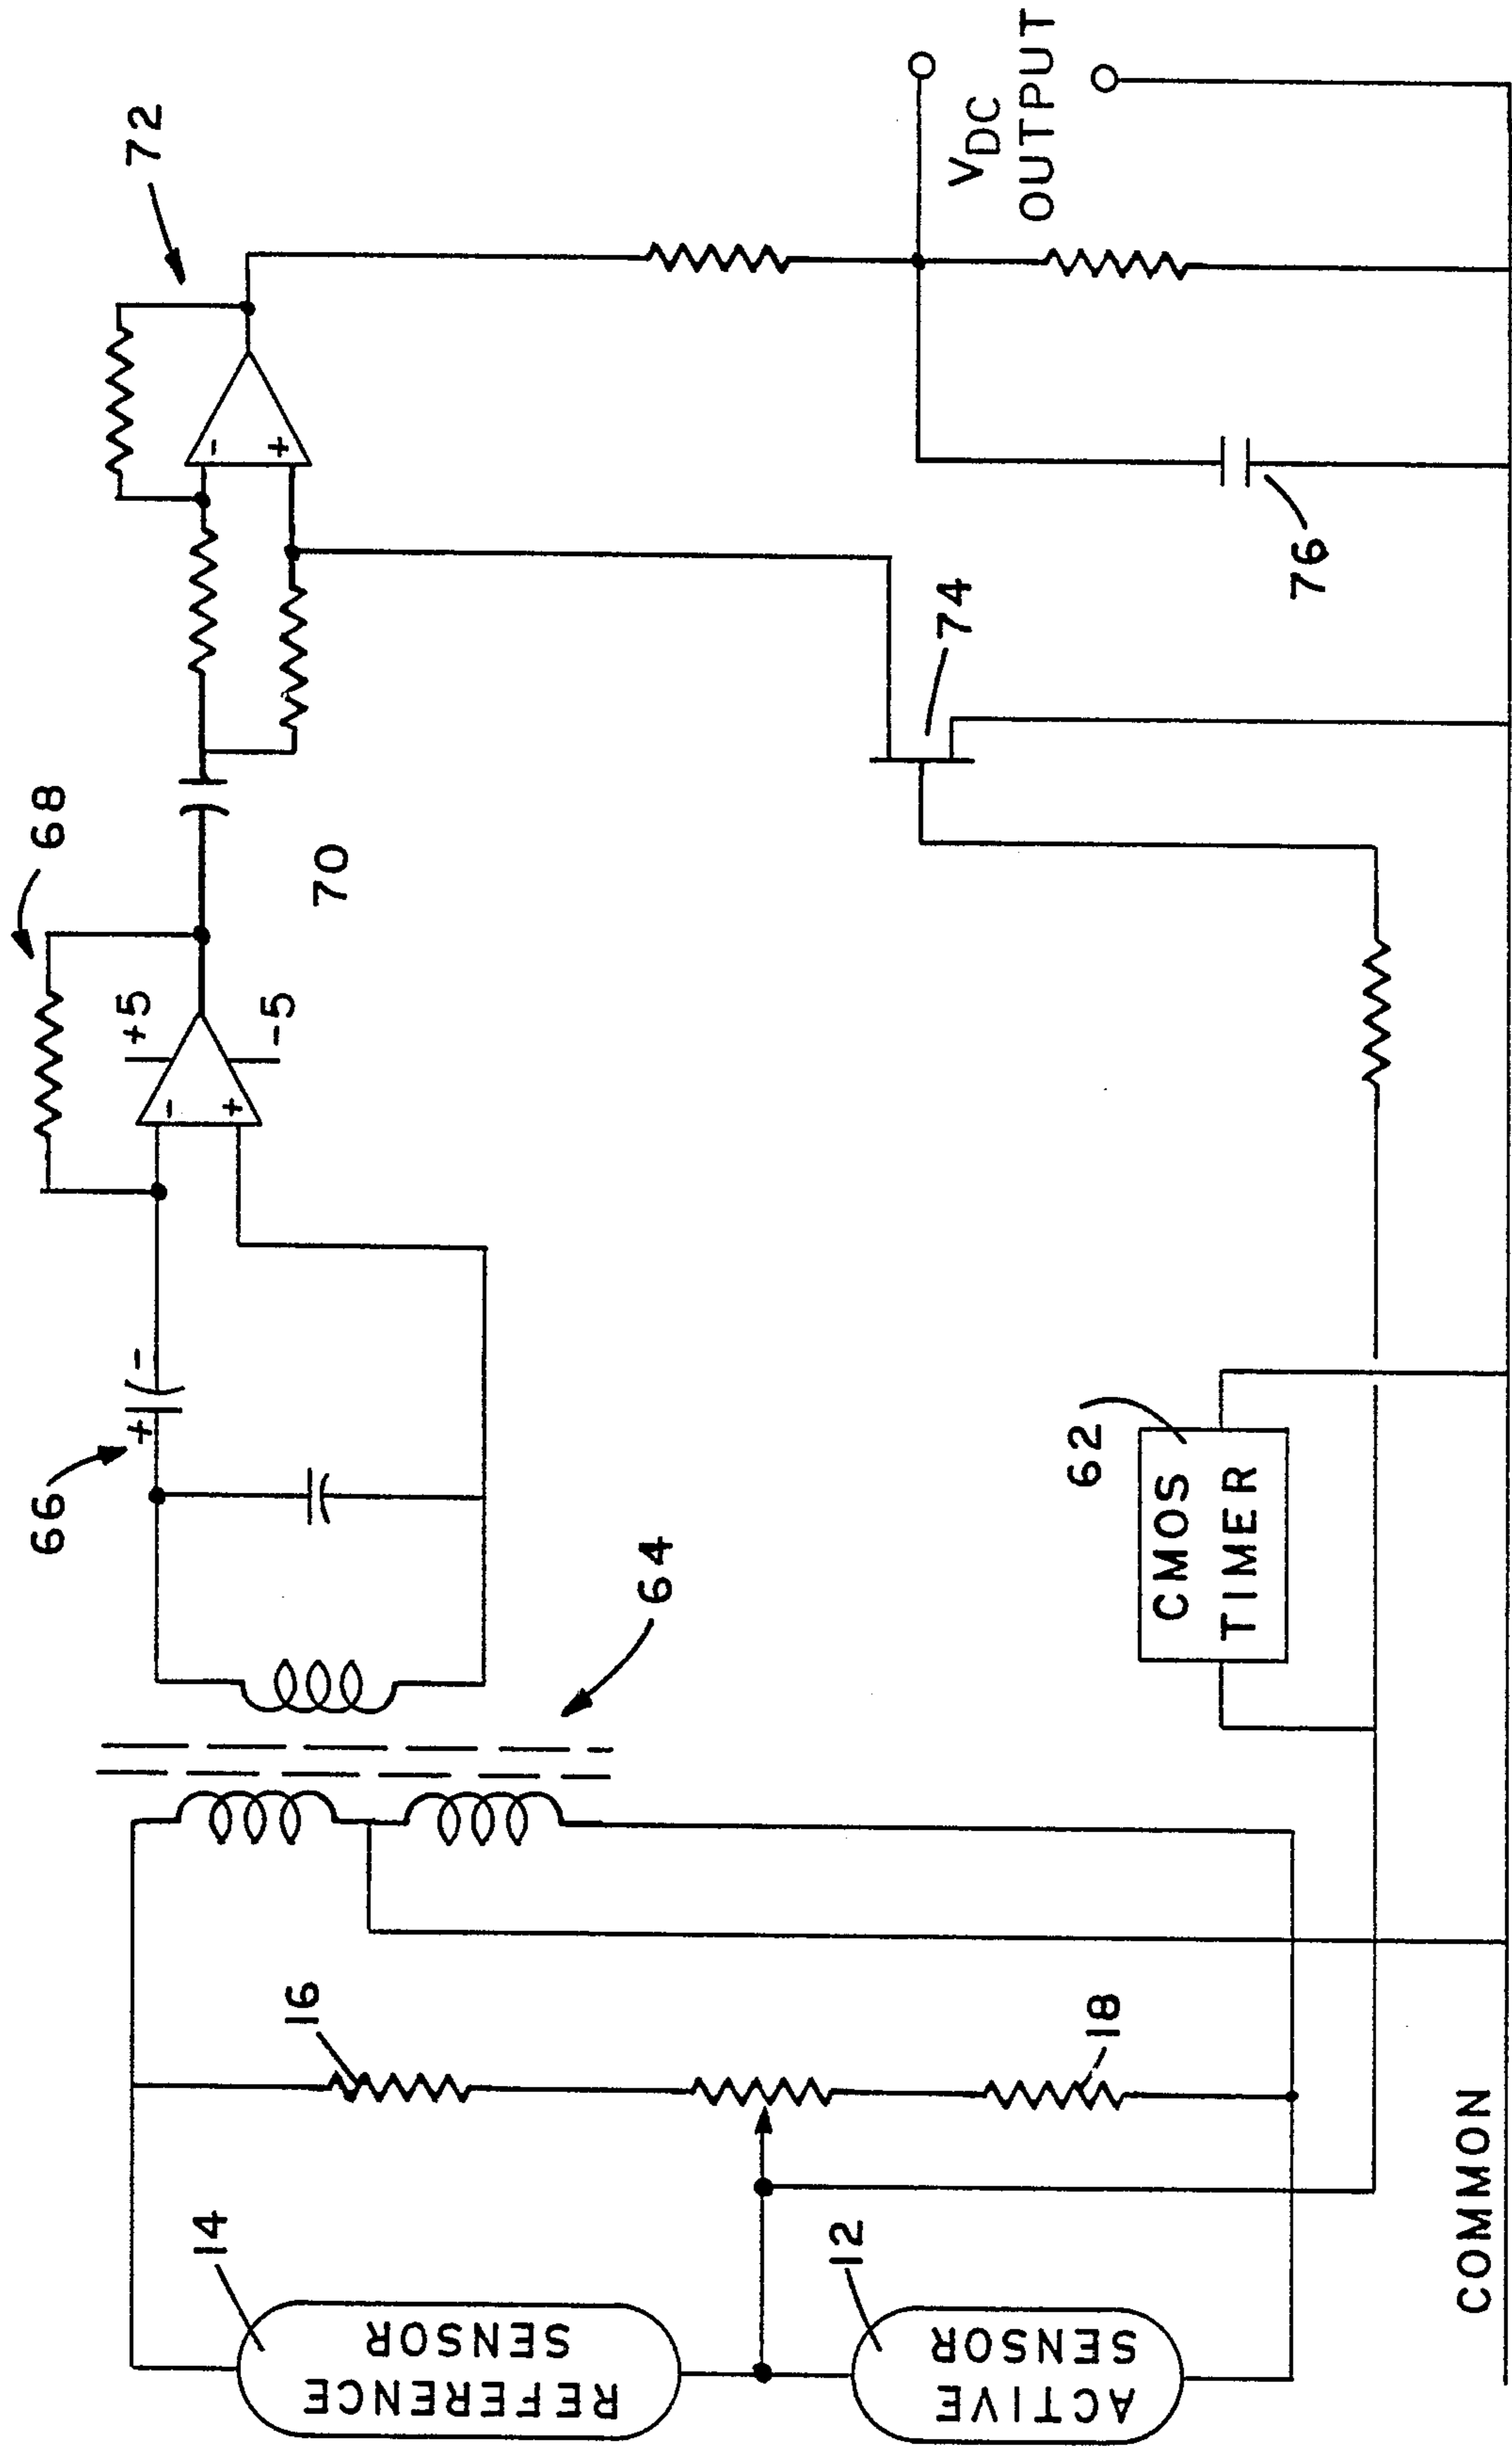 72
68
+5
-5
70
-
+
-
+
66
+
-
64
74
76
VDC
OUTPUT
62
CMOS
TIMER
16
18
14
REFERENCE
SENSOR
12
ACTIVE
SENSOR
COMMON